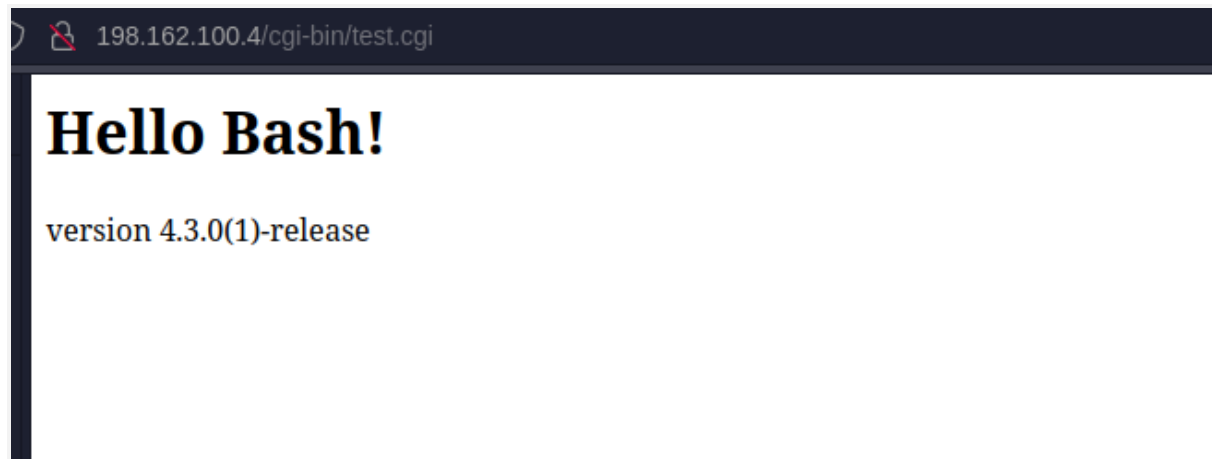 198.162.100.4/cgi-bin/test.cgi
Hello Bash!
version 4.3.0(1)-release